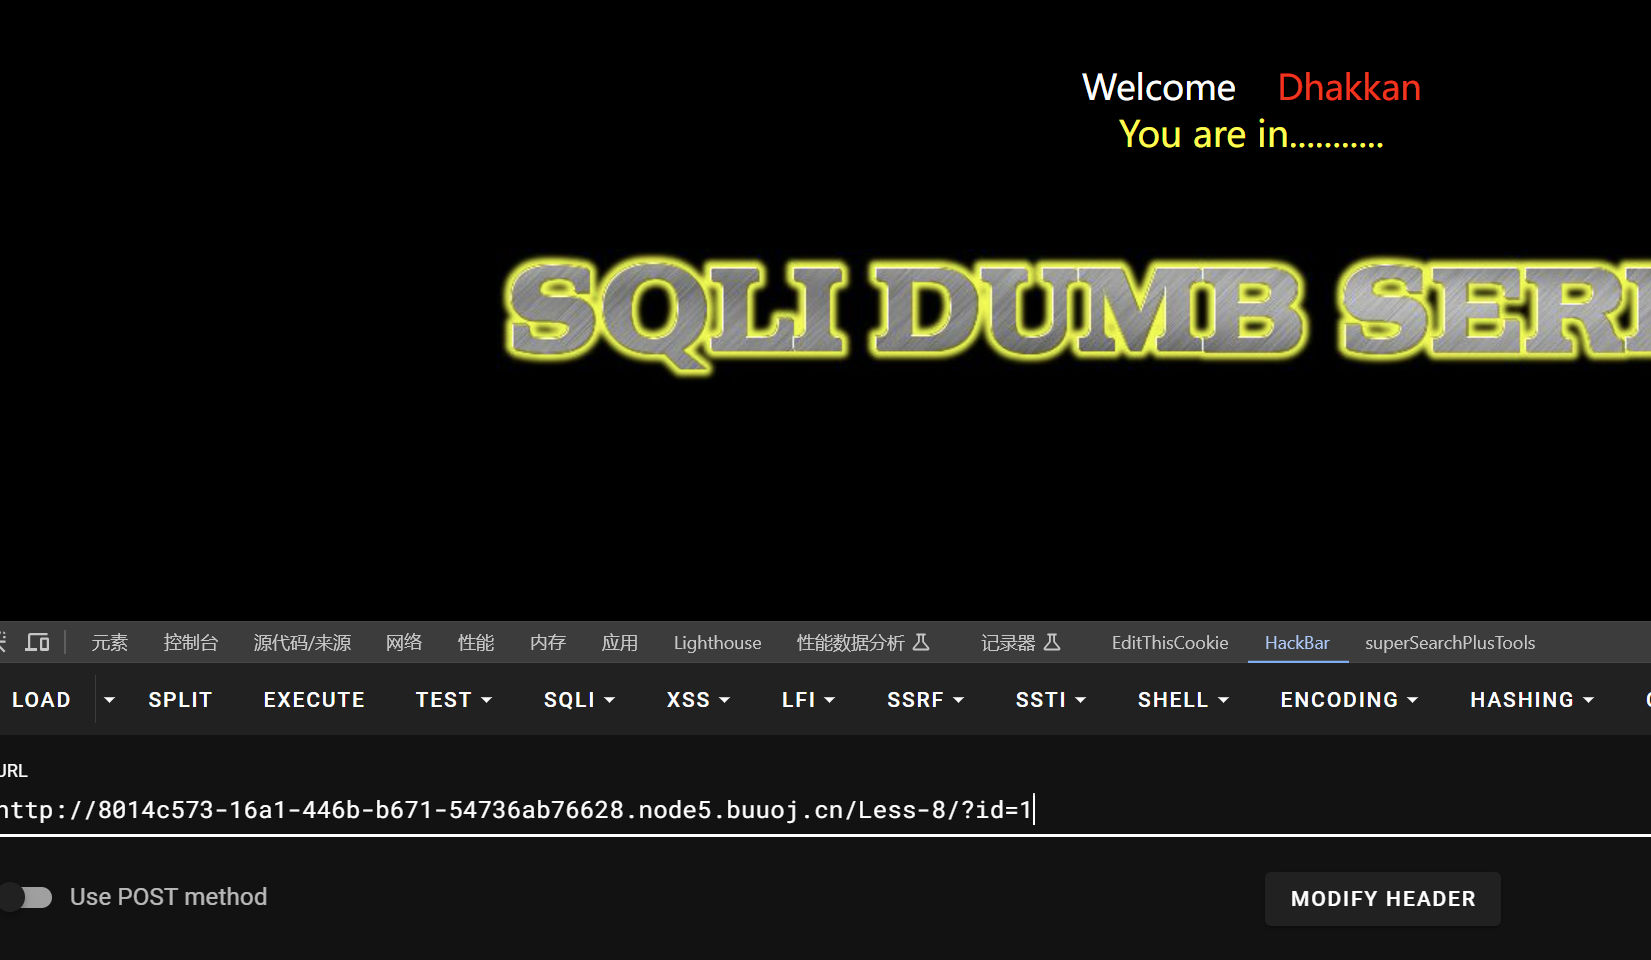 Welcome Dhakkan
You are in...........
SQLI DUMB
元素 控制台 源代码/来源 网络 性能 内存 应用 Lighthouse 性能数据分析 记录器 EditThisCookie HackBar superSearchPlusTools
LOAD SPLIT EXECUTE TEST SQLI XSS LFI SSRF SSTI SHELL ENCODING HASHING
URL
http://8014c573-16a1-446b-b671-54736ab76628.node5.buuoj.cn/Less-8/?id=1
Use POST method MODIFY HEADER